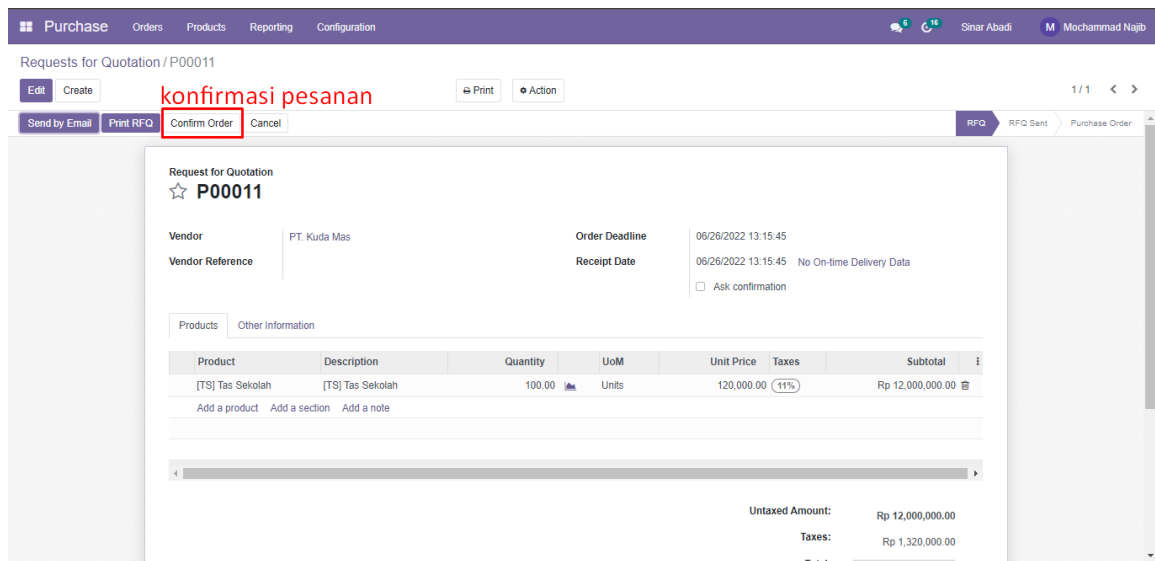 Purchase Orders Products Reporting Configuration 6 16 Sinar Abadi M Mochammad Najib
Requests for Quotation / P00011
Edit Create konfirmasi pesanan Print Action 1 / 1
Send by Email Print RFQ Confirm Order Cancel RFQ RFQ Sent Purchase Order
Request for Quotation
P00011
Vendor PT. Kuda Mas Order Deadline 06/26/2022 13:15:45
Vendor Reference Receipt Date 06/26/2022 13:15:45 No On-time Delivery Data
Ask confirmation
Products Other Information
Product Description Quantity UoM Unit Price Taxes Subtotal
[TS] Tas Sekolah [TS] Tas Sekolah 100.00 Units 120,000.00 11% Rp 12,000,000.00
Add a product Add a section Add a note
Untaxed Amount: Rp 12,000,000.00
Taxes: Rp 1,320,000.00